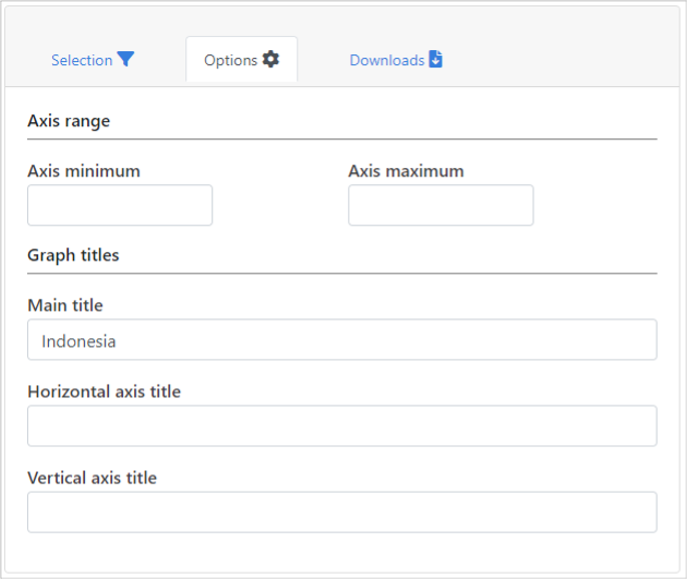 Selection Options Downloads
Axis range
Axis minimum Axis maximum
Graph titles
Main title
Indonesia
Horizontal axis title
Vertical axis title